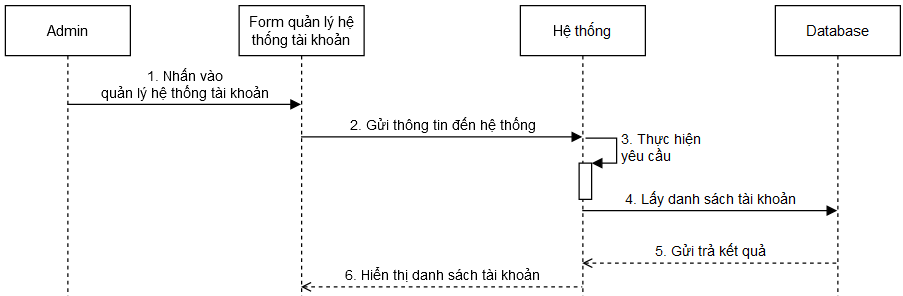 Admin
Form quản lý hệ
thống tài khoản
Hệ thống
Database
1. Nhấn vào
quản lý hệ thống tài khoản
2. Gửi thông tin đến hệ thống
3. Thực hiện
yêu cầu
4. Lấy danh sách tài khoản
5. Gửi trả kết quả
6. Hiển thị danh sách tài khoản